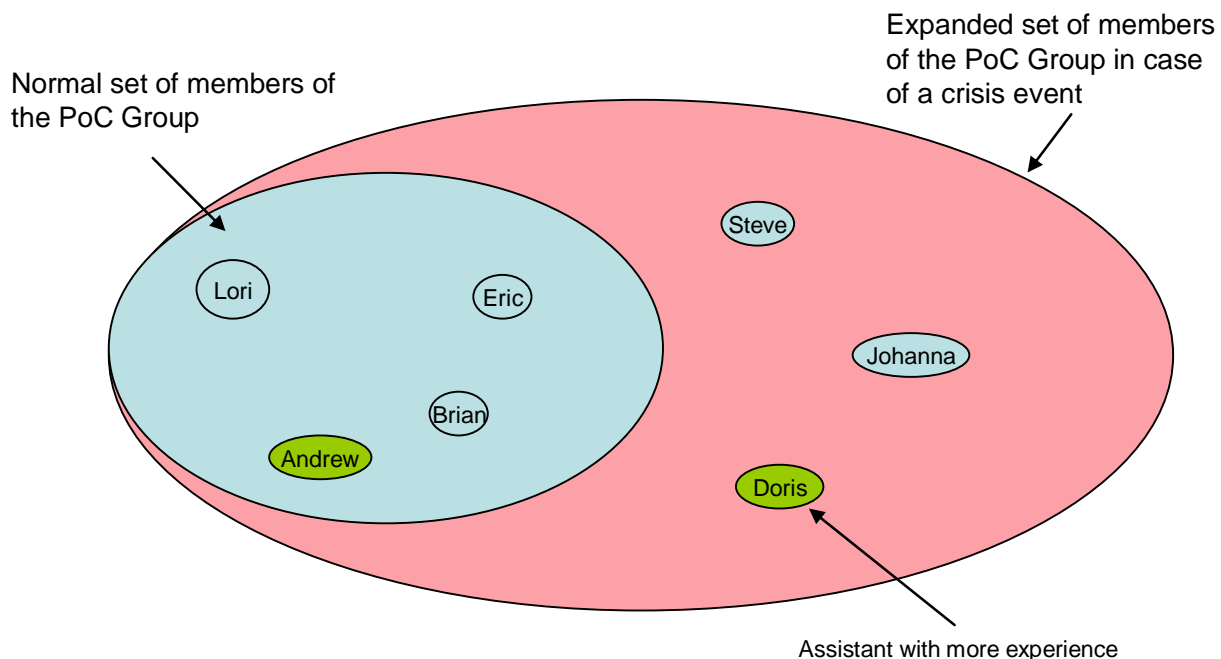 Expanded set of members
of the PoC Group in case
of a crisis event
Normal set of members of
the PoC Group
Steve
Lori
Eric
Johanna
Brian
Andrew
Doris
Assistant with more experience